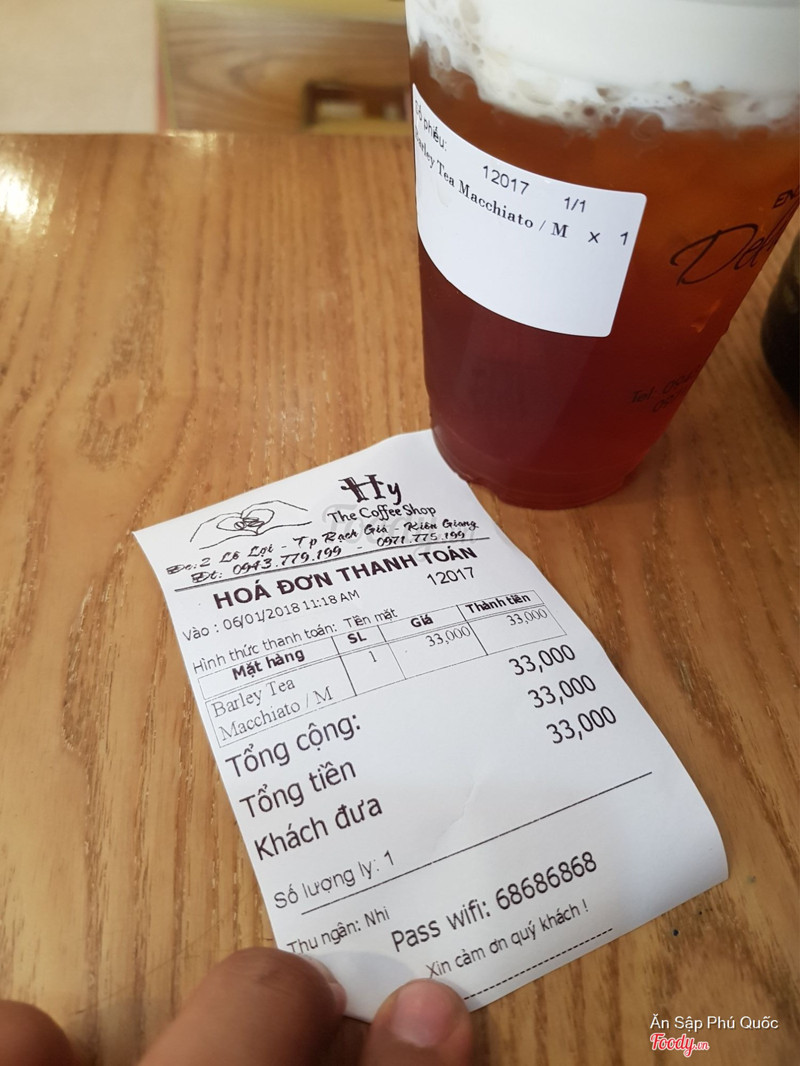 Số phiếu:
12017 1/1
Barley Tea Macchiato / M x 1
Hy
The Coffee Shop
Đc: 2 Lê Lợi - Tp Rạch Giá - Kiên Giang
Đt: 0943.779.199 - 0971.775.199
HOÁ ĐƠN THANH TOÁN
12017
Vào : 06/01/2018 11:18 AM
Hình thức thanh toán: Tiền mặt
Mặt hàng SL Giá Thành tiền
Barley Tea 1 33,000 33,000
Macchiato / M
Tổng cộng: 33,000
Tổng tiền 33,000
Khách đưa 33,000
Số lượng ly: 1
Thu ngân: Nhi
Pass wifi: 68686868
Xin cảm ơn quý khách !
Foody.vn
Ăn Sập Phú Quốc
Foody.vn